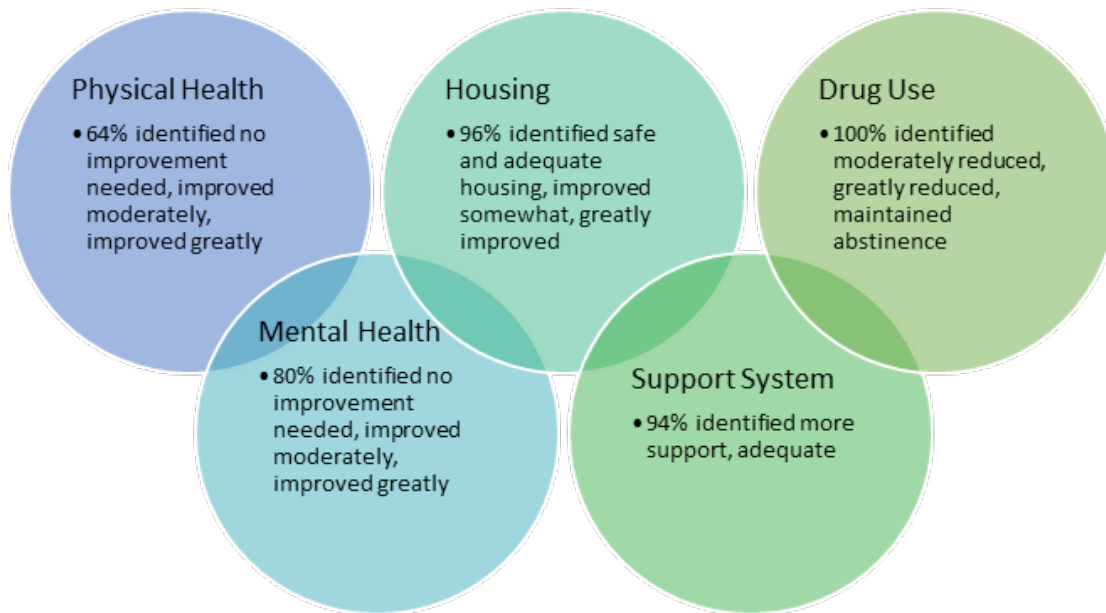 Physical Health
• 64% identified no
improvement
needed, improved
moderately,
improved greatly
Mental Health
• 80% identified no
improvement
needed, improved
moderately,
improved greatly
Housing
• 96% identified safe
and adequate
housing, improved
somewhat, greatly
improved
Support System
• 94% identified more
support, adequate
Drug Use
• 100% identified
moderately reduced,
greatly reduced,
maintained
abstinence